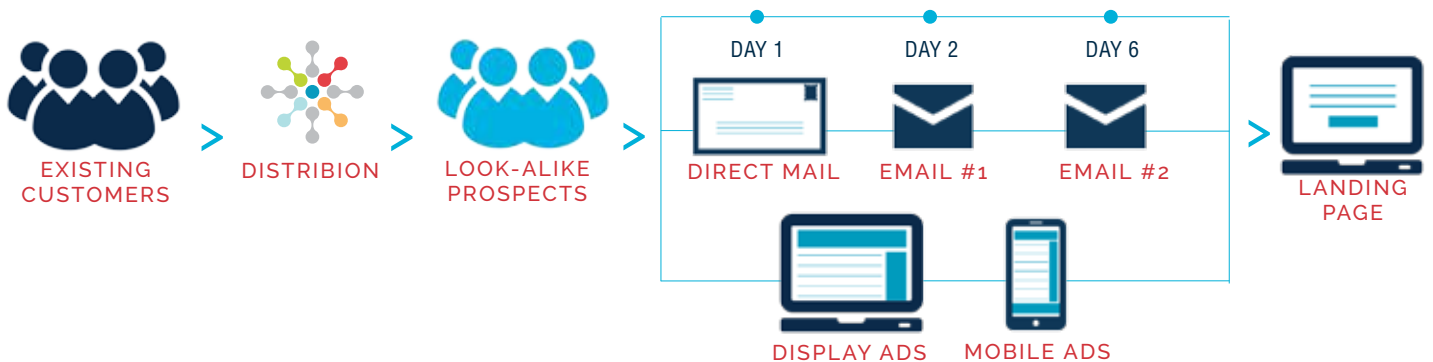 DAY 1
DAY 2
DAY 6
EXISTING
CUSTOMERS
DISTRIBION
LOOK-ALIKE
PROSPECTS
DIRECT MAIL
EMAIL #1
EMAIL #2
LANDING
PAGE
DISPLAY ADS
MOBILE ADS